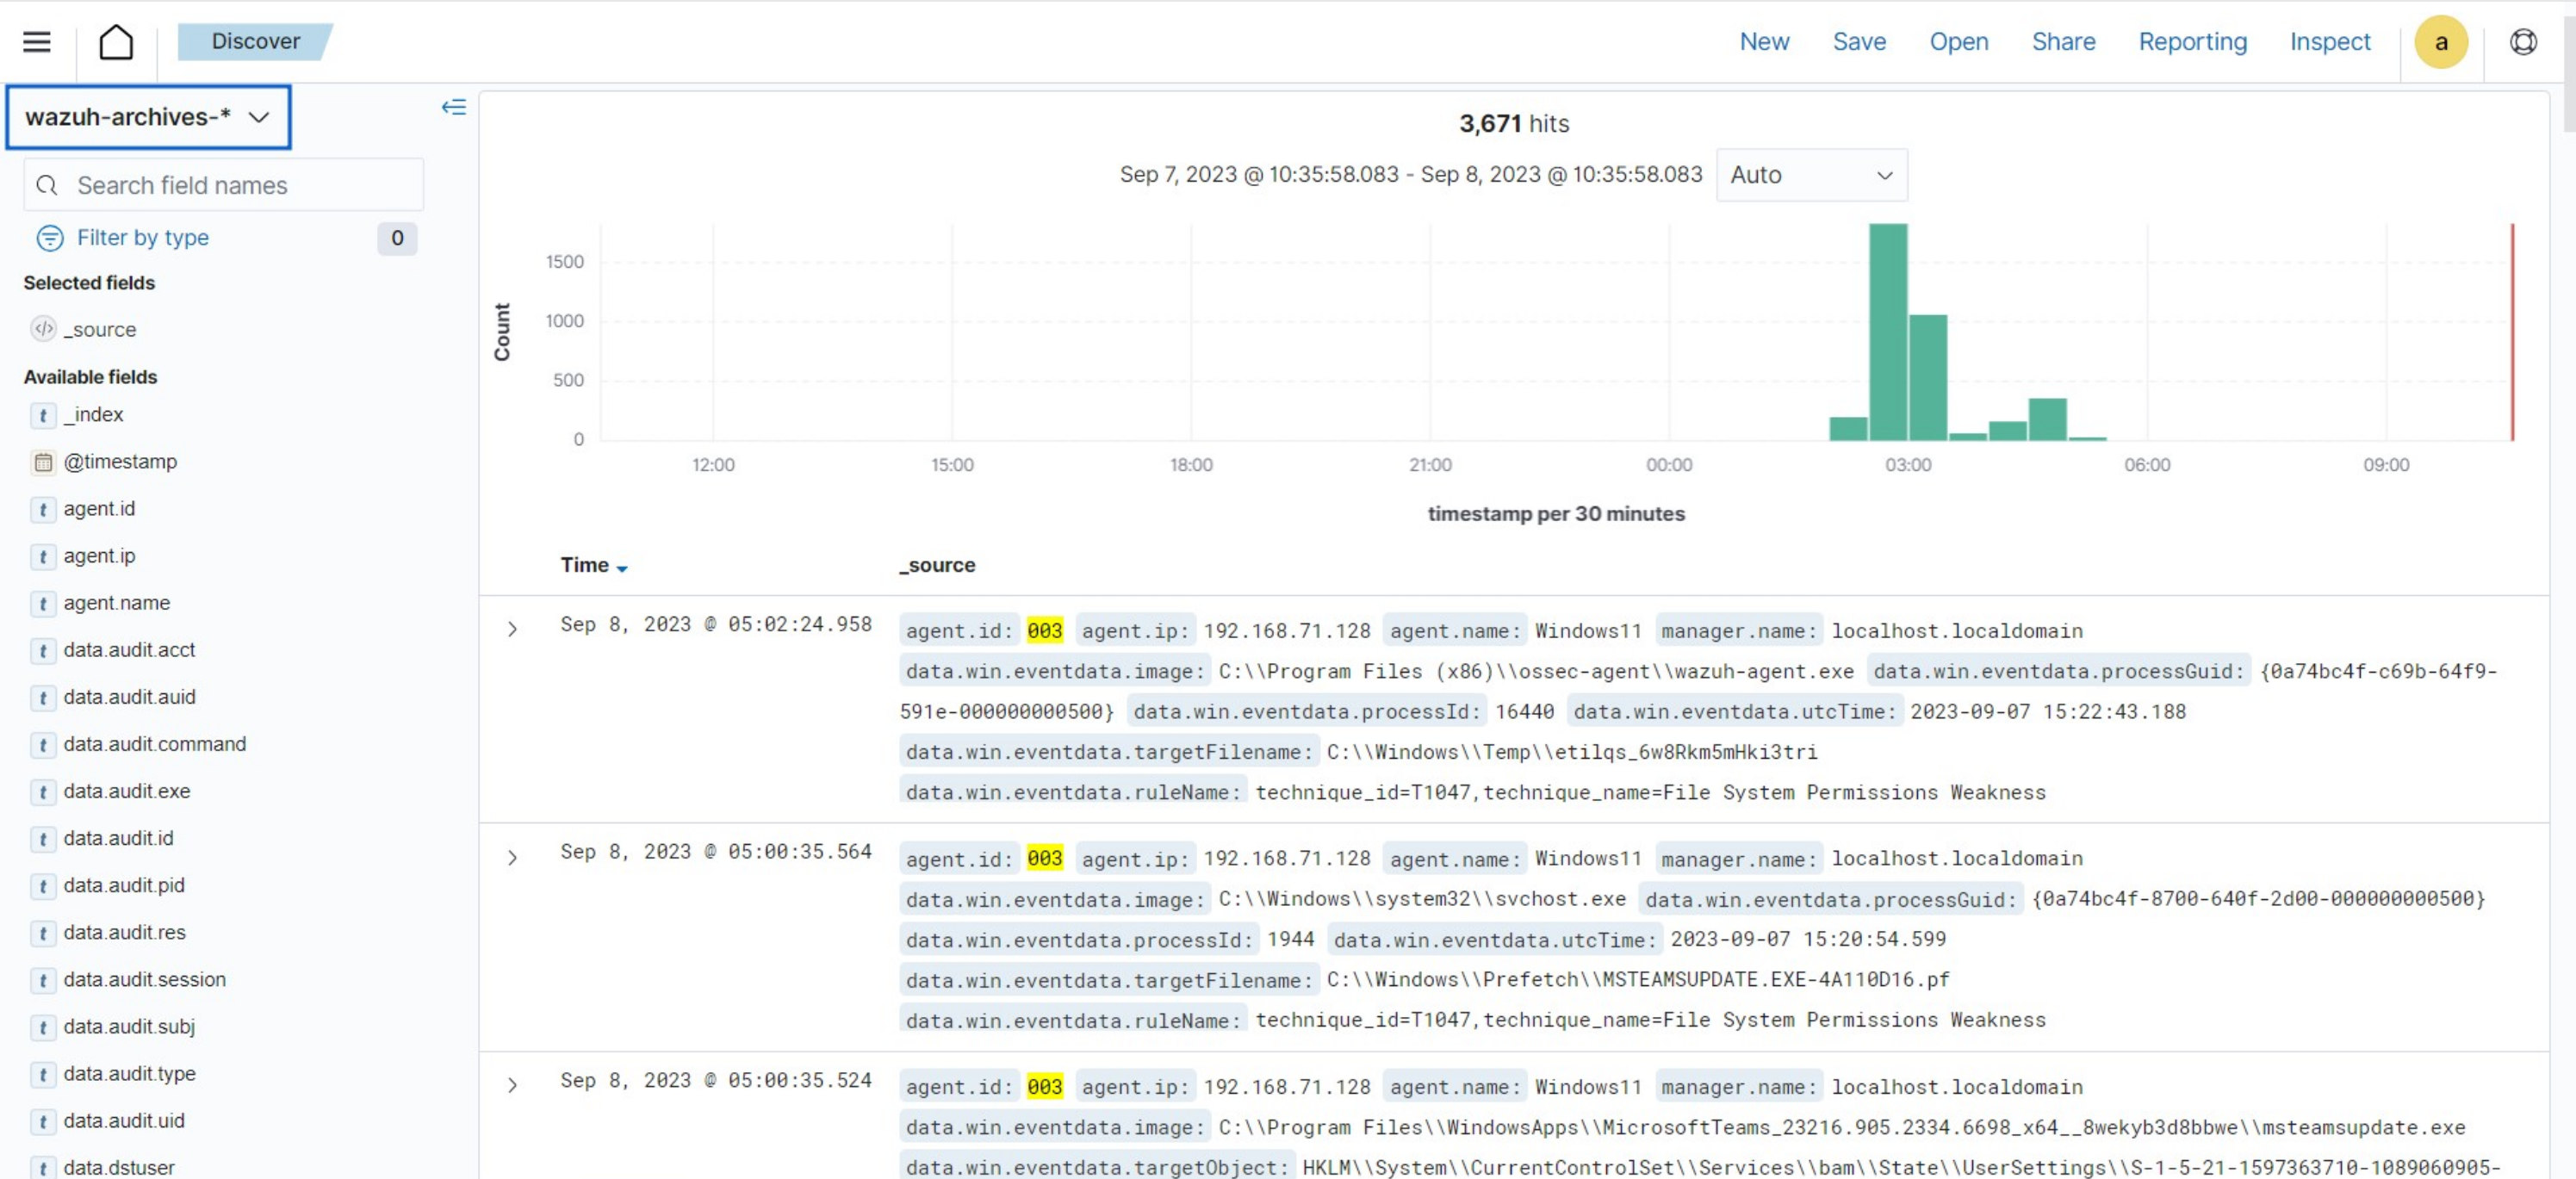 Discover New Save Open Share Reporting Inspect a
wazuh-archives-*
Search field names
Filter by type 0
Selected fields
_source
Available fields
t _index
@timestamp
t agent.id
t agent.ip
t agent.name
t data.audit.acct
t data.audit.auid
t data.audit.command
t data.audit.exe
t data.audit.id
t data.audit.pid
t data.audit.res
t data.audit.session
t data.audit.subj
t data.audit.type
t data.audit.uid
t data.dstuser
3,671 hits
Sep 7, 2023 @ 10:35:58.083 - Sep 8, 2023 @ 10:35:58.083 Auto
Count
1500
1000
500
0
12:00 15:00 18:00 21:00 00:00 03:00 06:00 09:00
timestamp per 30 minutes
Time _source
Sep 8, 2023 @ 05:02:24.958 agent.id: 003 agent.ip: 192.168.71.128 agent.name: Windows11 manager.name: localhost.localdomain
data.win.eventdata.image: C:\\Program Files (x86)\\ossec-agent\\wazuh-agent.exe data.win.eventdata.processGuid: {0a74bc4f-c69b-64f9-
591e-000000000500} data.win.eventdata.processId: 16440 data.win.eventdata.utcTime: 2023-09-07 15:22:43.188
data.win.eventdata.targetFilename: C:\\Windows\\Temp\\etilqs_6w8Rkm5mHki3tri
data.win.eventdata.ruleName: technique_id=T1047,technique_name=File System Permissions Weakness
Sep 8, 2023 @ 05:00:35.564 agent.id: 003 agent.ip: 192.168.71.128 agent.name: Windows11 manager.name: localhost.localdomain
data.win.eventdata.image: C:\\Windows\\system32\\svchost.exe data.win.eventdata.processGuid: {0a74bc4f-8700-640f-2d00-000000000500}
data.win.eventdata.processId: 1944 data.win.eventdata.utcTime: 2023-09-07 15:20:54.599
data.win.eventdata.targetFilename: C:\\Windows\\Prefetch\\MSTEAMSUPDATE.EXE-4A110D16.pf
data.win.eventdata.ruleName: technique_id=T1047,technique_name=File System Permissions Weakness
Sep 8, 2023 @ 05:00:35.524 agent.id: 003 agent.ip: 192.168.71.128 agent.name: Windows11 manager.name: localhost.localdomain
data.win.eventdata.image: C:\\Program Files\\WindowsApps\\MicrosoftTeams_23216.905.2334.6698_x64__8wekyb3d8bbwe\\msteamsupdate.exe
data.win.eventdata.targetObject: HKLM\\System\\CurrentControlSet\\Services\\bam\\State\\UserSettings\\S-1-5-21-1597363710-1089060905-